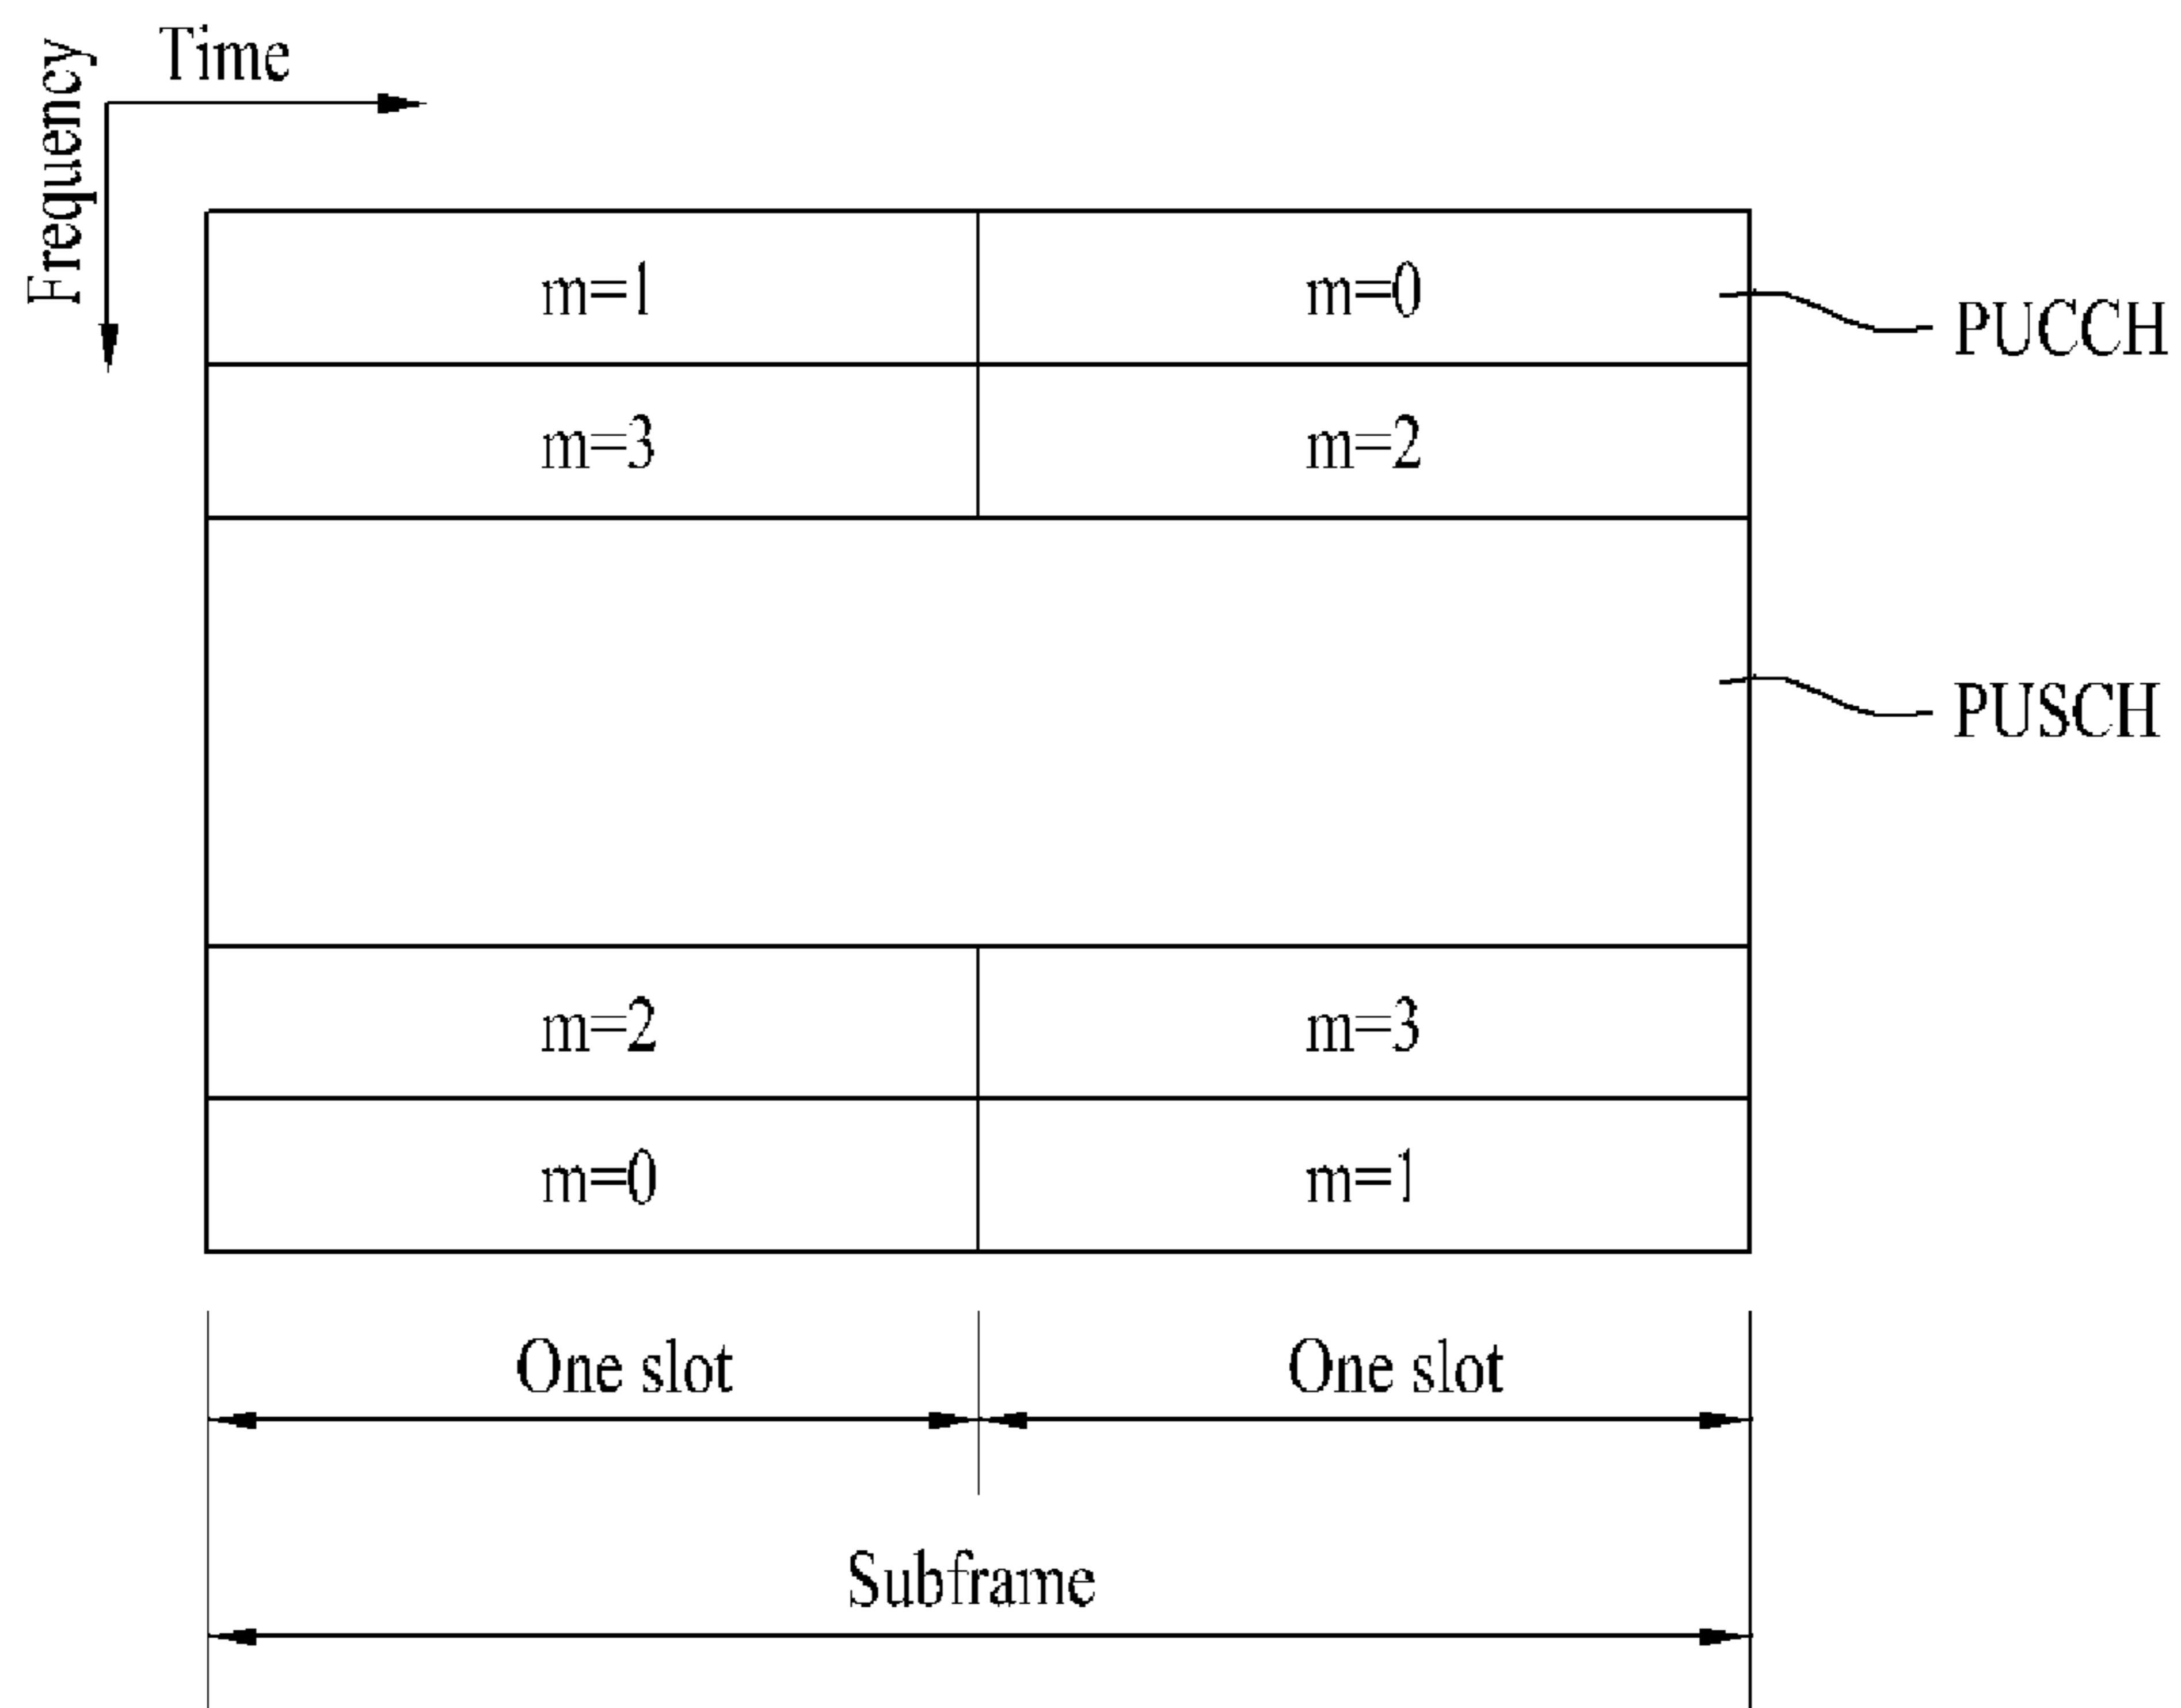 Time
Frequency
m=1 m=0
PUCCH
m=3 m=2
PUSCH
m=2 m=3
m=0 m=1
One slot One slot
Subframe